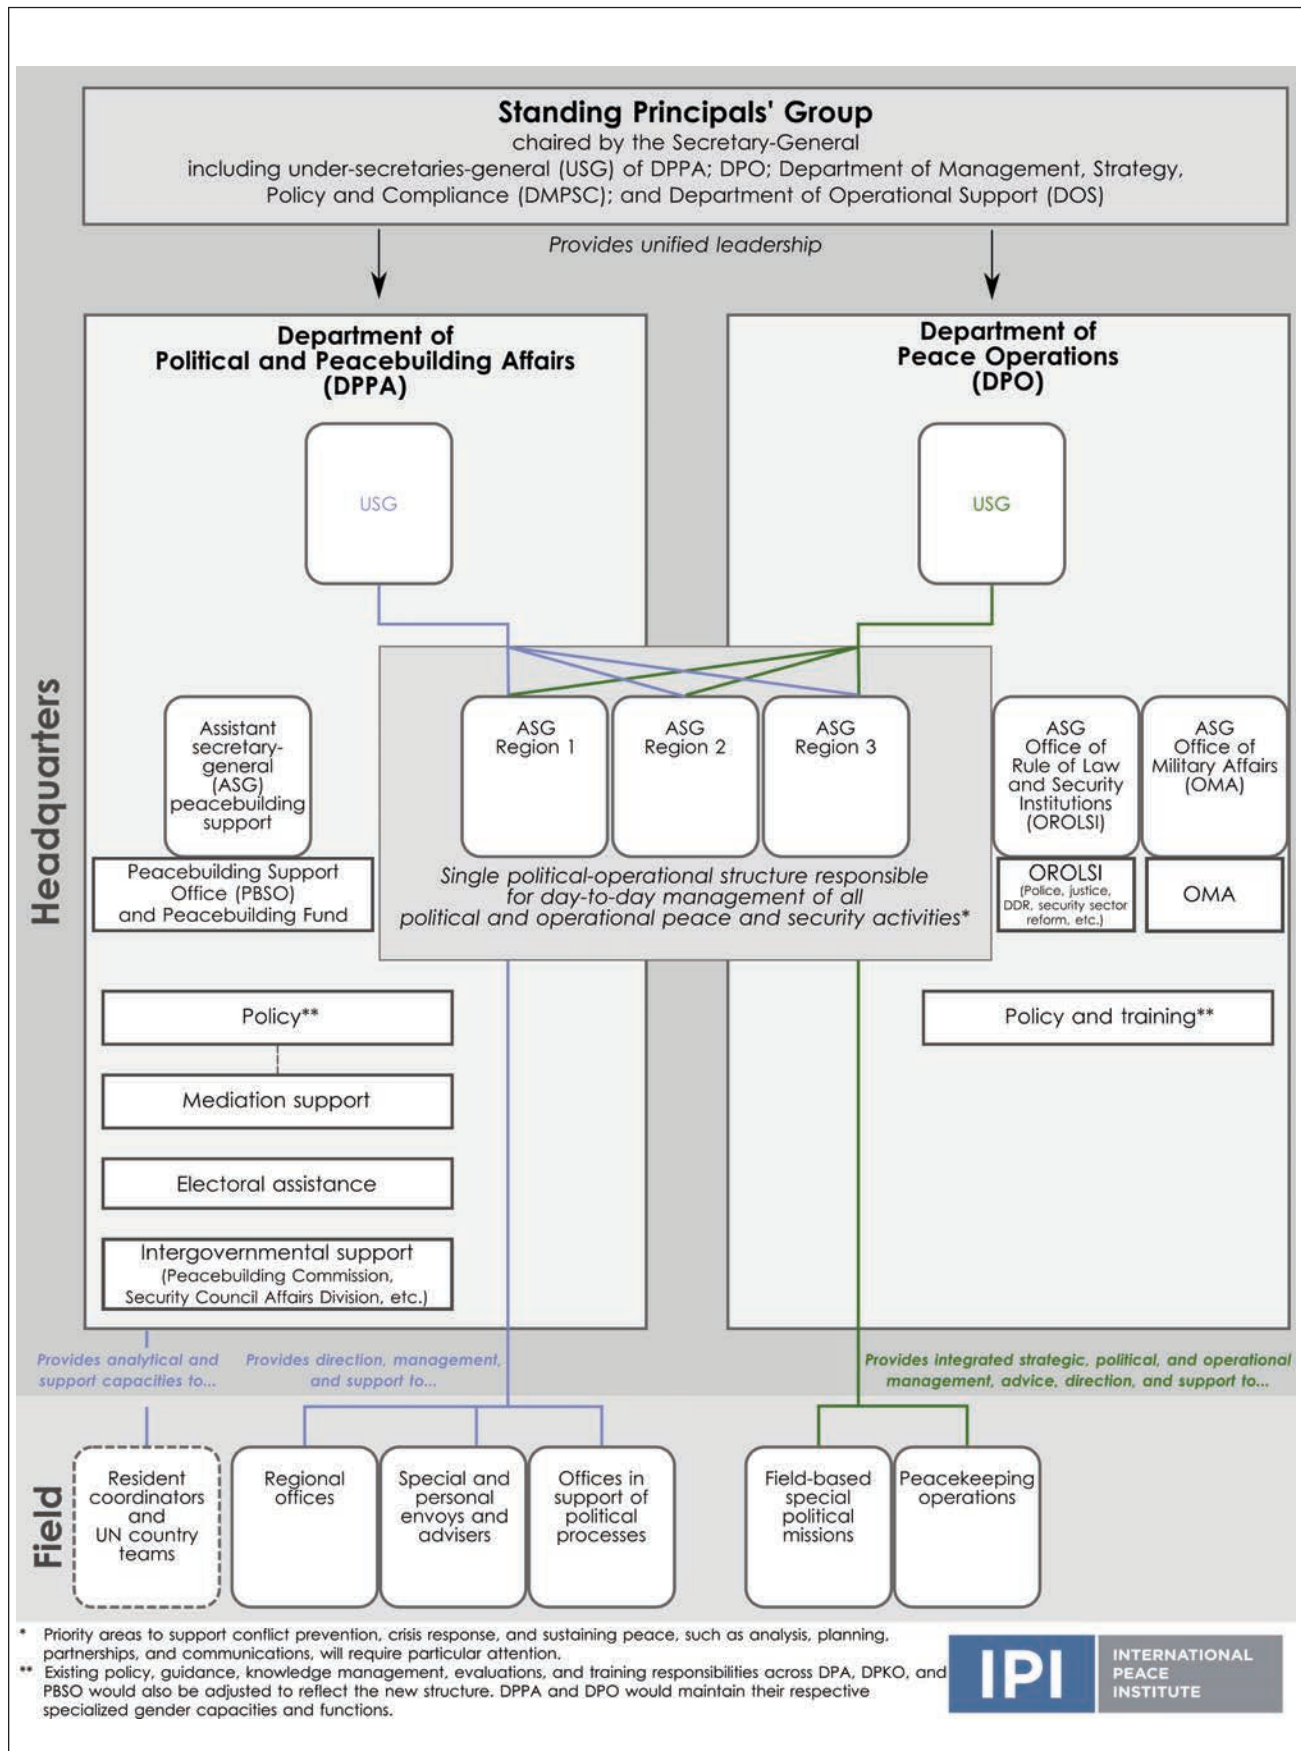 Standing Principals' Group
chaired by the Secretary-General
including under-secretaries-general (USG) of DPPA; DPO; Department of Management, Strategy,
Policy and Compliance (DMPSC); and Department of Operational Support (DOS)
Provides unified leadership
Department of
Political and Peacebuilding Affairs
(DPPA)
USG
Department of
Peace Operations
(DPO)
USG
Headquarters
Assistant
secretary-
general
(ASG)
peacebuilding
support
Peacebuilding Support
Office (PBSO)
and Peacebuilding Fund
ASG
Region 1
ASG
Region 2
ASG
Region 3
Single political-operational structure responsible
for day-to-day management of all
political and operational peace and security activities*
ASG
Office of
Rule of Law
and Security
Institutions
(OROLSI)
OROLSI
(Police, justice,
DDR, security sector
reform, etc.)
ASG
Office of
Military Affairs
(OMA)
OMA
Policy**
Mediation support
Electoral assistance
Intergovernmental support
(Peacebuilding Commission,
Security Council Affairs Division, etc.)
Policy and training**
Provides analytical and
support capacities to...
Provides direction, management,
and support to...
Provides integrated strategic, political, and operational
management, advice, direction, and support to...
Field
Resident
coordinators
and
UN country
teams
Regional
offices
Special and
personal
envoys and
advisers
Offices in
support of
political
processes
Field-based
special
political
missions
Peacekeeping
operations
* Priority areas to support conflict prevention, crisis response, and sustaining peace, such as analysis, planning,
partnerships, and communications, will require particular attention.
** Existing policy, guidance, knowledge management, evaluations, and training responsibilities across DPA, DPKO, and
PBSO would also be adjusted to reflect the new structure. DPPA and DPO would maintain their respective
specialized gender capacities and functions.
IPI
INTERNATIONAL
PEACE
INSTITUTE